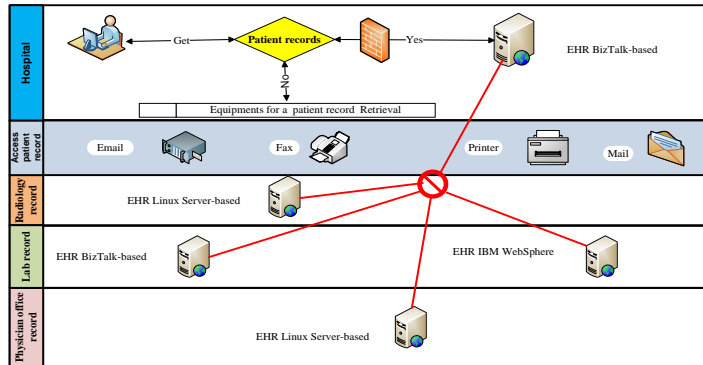 Hospital
Get
Patient records
Yes
EHR BizTalk-based
No
Equipments for a patient record Retrieval
Access
patient
record
Email
Fax
Printer
Mail
Radiology
record
EHR Linux Server-based
Lab record
EHR BizTalk-based
EHR IBM WebSphere
Physician office
record
EHR Linux Server-based